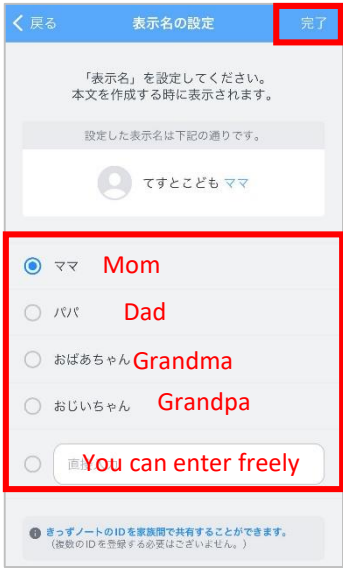 戻る 表示名の設定 完了
「表示名」を設定してください。
本文を作成する時に表示されます。
設定した表示名は下記の通りです。
てすとこども ママ
ママ Mom
パパ Dad
おばあちゃん Grandma
おじいちゃん Grandpa
You can enter freely
きっずノートのIDを家族間で共有することができます。
(複数のIDを登録する必要はございません。)